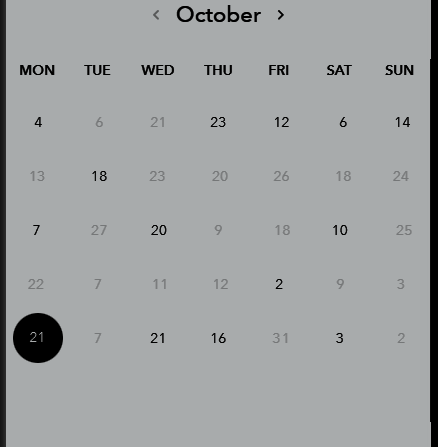 ‹ October ›
MON TUE WED THU FRI SAT SUN
4 6 21 23 12 6 14
13 18 23 20 26 18 24
7 27 20 9 18 10 25
22 7 11 12 2 9 3
21 7 21 16 31 3 2